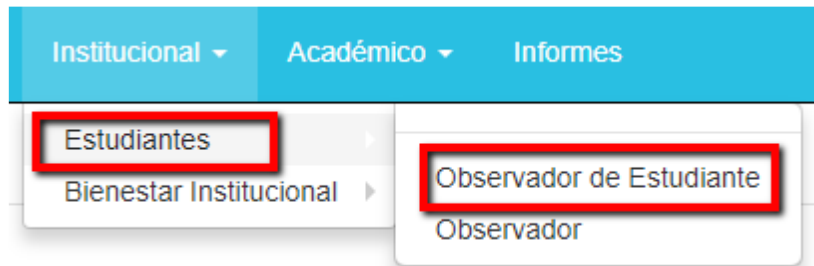 Institucional Académico Informes
Estudiantes
Observador de Estudiante
Bienestar Institucional
Observador